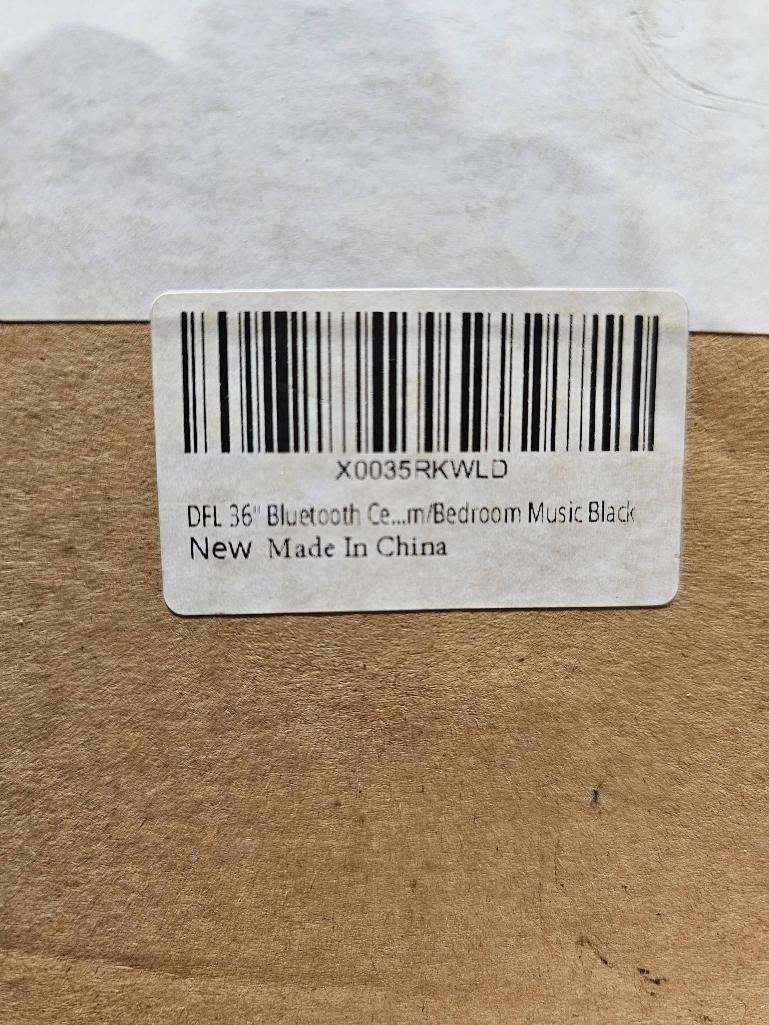 X0035RKWLD
DFL 36" Bluetooth Ce...m/Bedroom Music Black
New Made In China